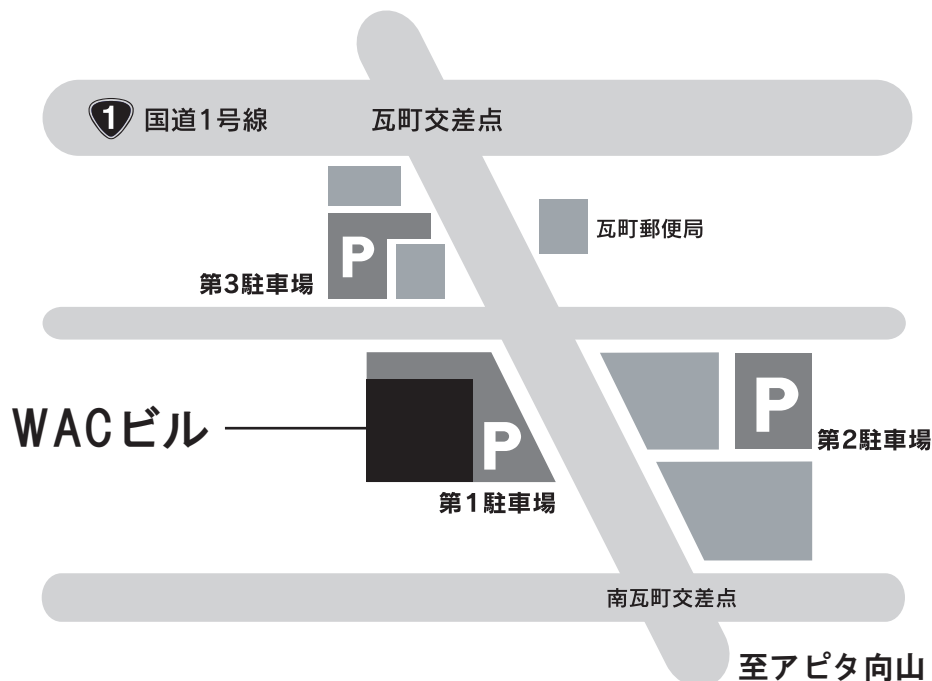 1 国道1号線
瓦町交差点
瓦町郵便局
P
第3駐車場
P
第2駐車場
WACビル
P
第1駐車場
南瓦町交差点
至アピタ向山